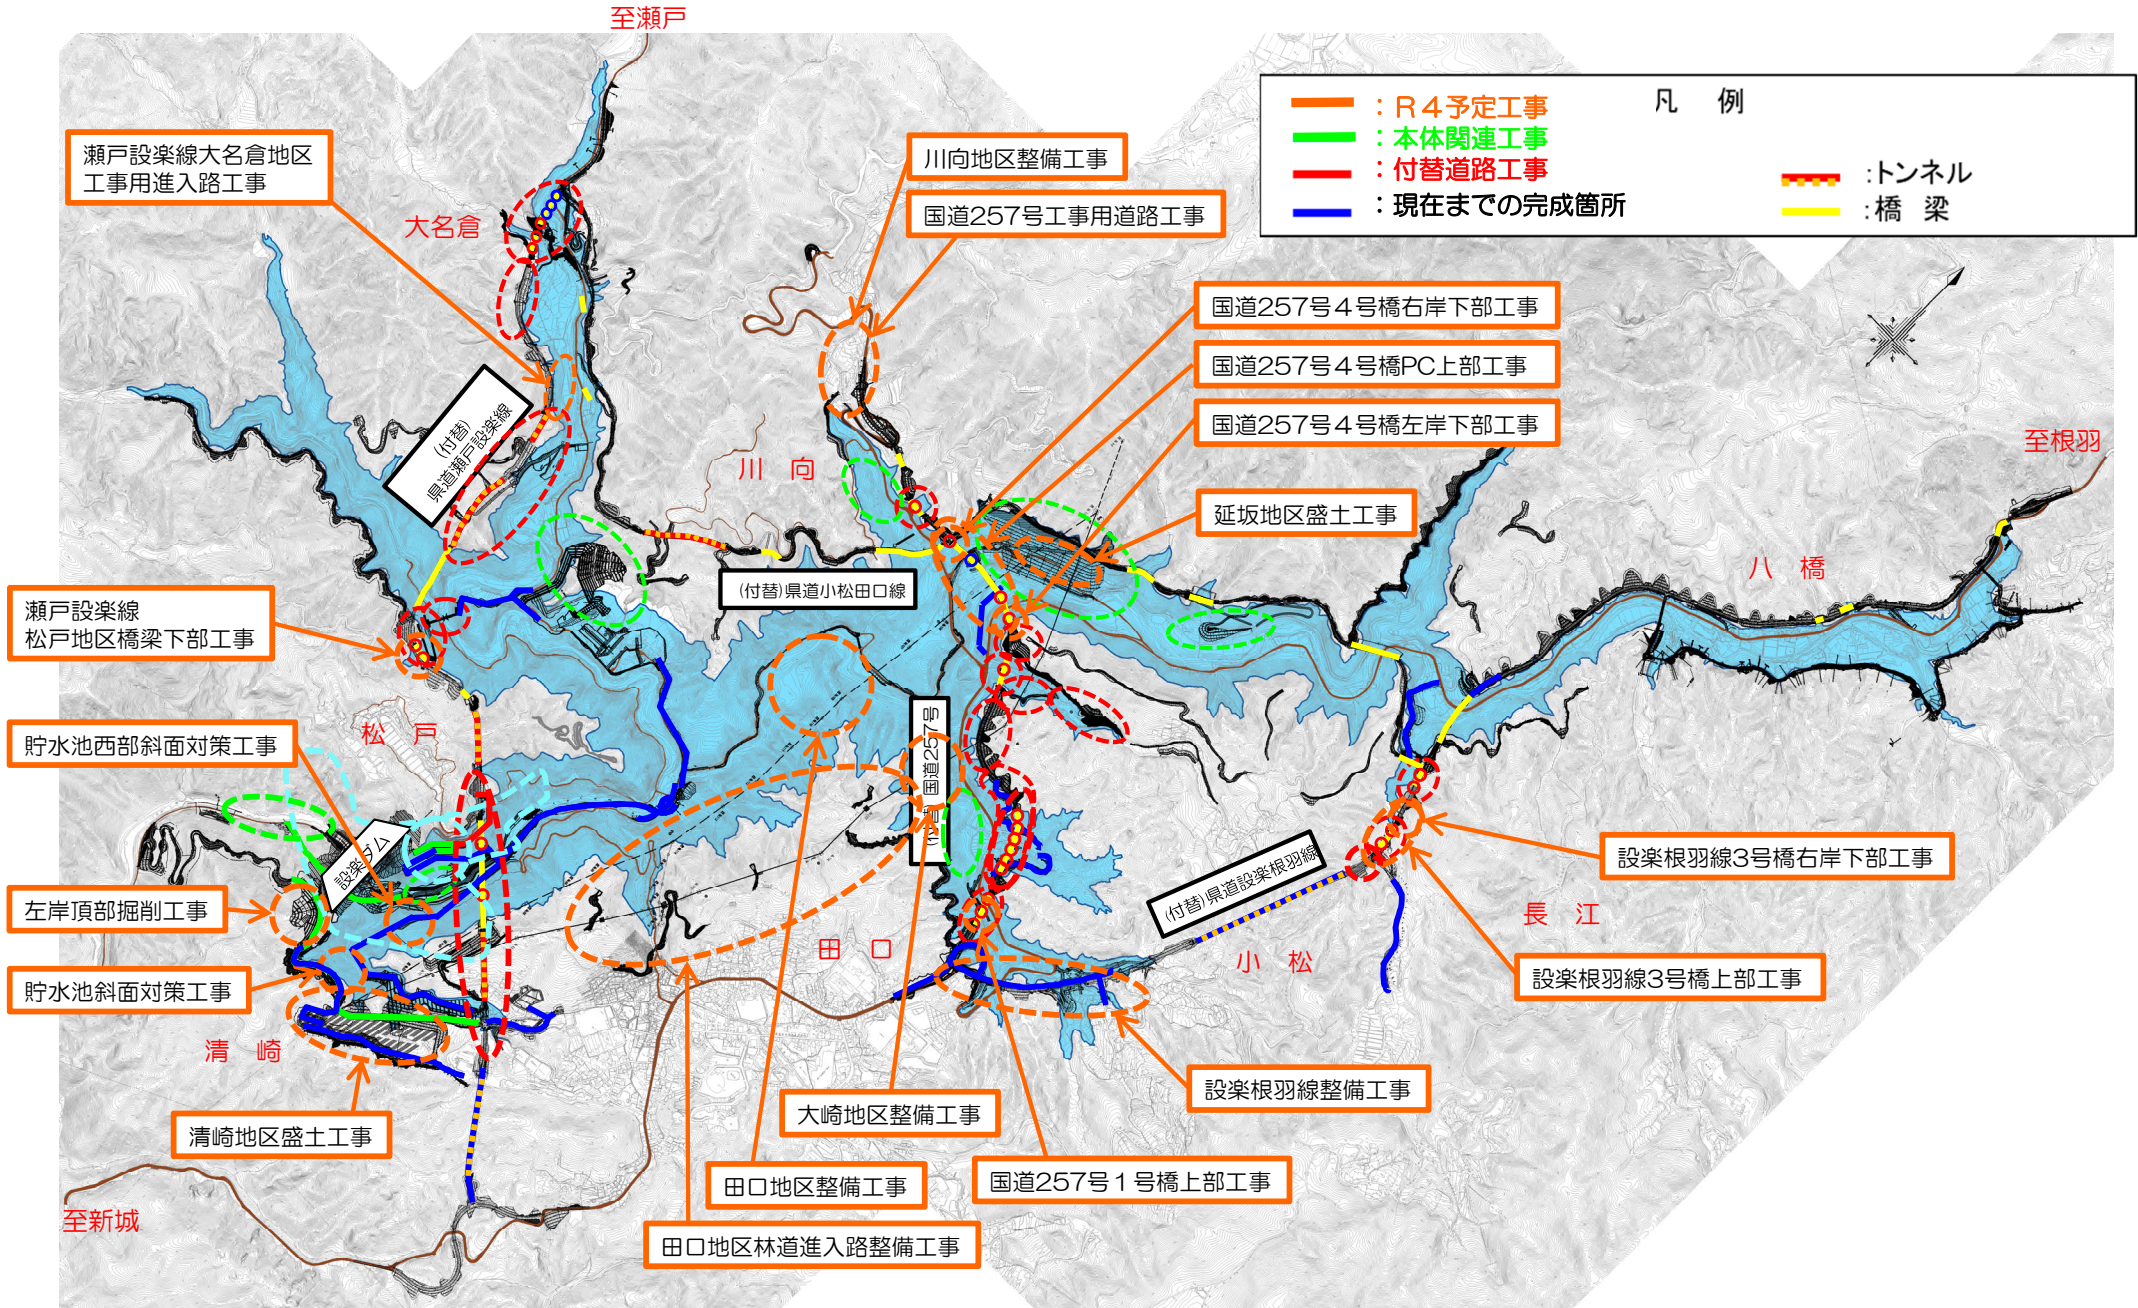 至瀬戸
凡 例
：R４予定工事
：本体関連工事
：付替道路工事
：現在までの完成箇所
：トンネル
：橋 梁
瀬戸設楽線大名倉地区
工事用進入路工事
川向地区整備工事
国道257号工事用道路工事
大名倉
国道257号４号橋右岸下部工事
国道257号４号橋PC上部工事
国道257号４号橋左岸下部工事
(付替)
県道瀬戸設楽線
川 向
至根羽
延坂地区盛土工事
八 橋
(付替)県道小松田口線
瀬戸設楽線
松戸地区橋梁下部工事
松 戸
貯水池西部斜面対策工事
(付替)国道257号
設楽ダム
(付替)県道設楽根羽線
設楽根羽線3号橋右岸下部工事
左岸頂部掘削工事
長 江
田 口
小 松
設楽根羽線3号橋上部工事
貯水池斜面対策工事
清 崎
設楽根羽線整備工事
大崎地区整備工事
清崎地区盛土工事
田口地区整備工事
国道257号１号橋上部工事
至新城
田口地区林道進入路整備工事